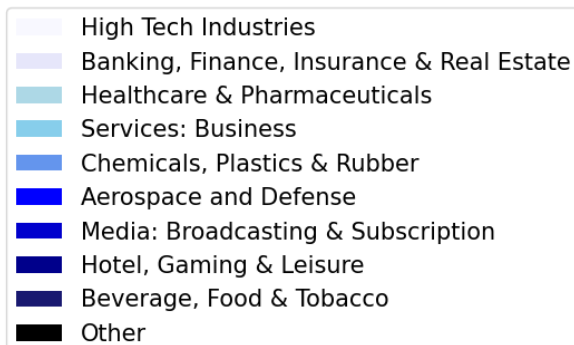 High Tech Industries
Banking, Finance, Insurance & Real Estate
Healthcare & Pharmaceuticals
Services: Business
Chemicals, Plastics & Rubber
Aerospace and Defense
Media: Broadcasting & Subscription
Hotel, Gaming & Leisure
Beverage, Food & Tobacco
Other